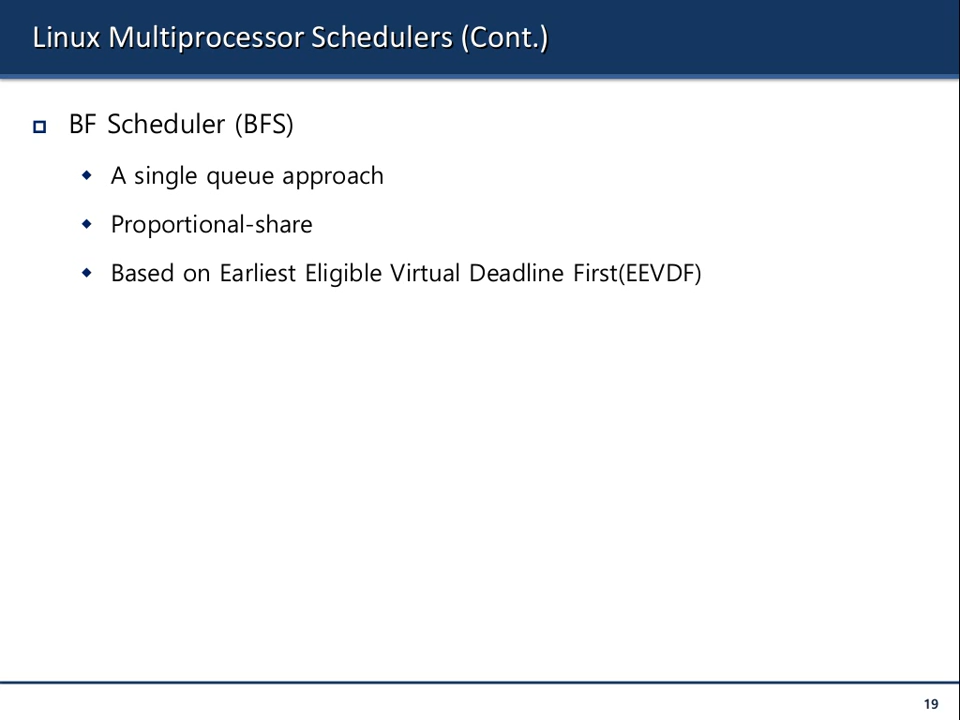 Linux Multiprocessor Schedulers (Cont.)
BF Scheduler (BFS)
A single queue approach
Proportional-share
Based on Earliest Eligible Virtual Deadline First(EEVDF)
19